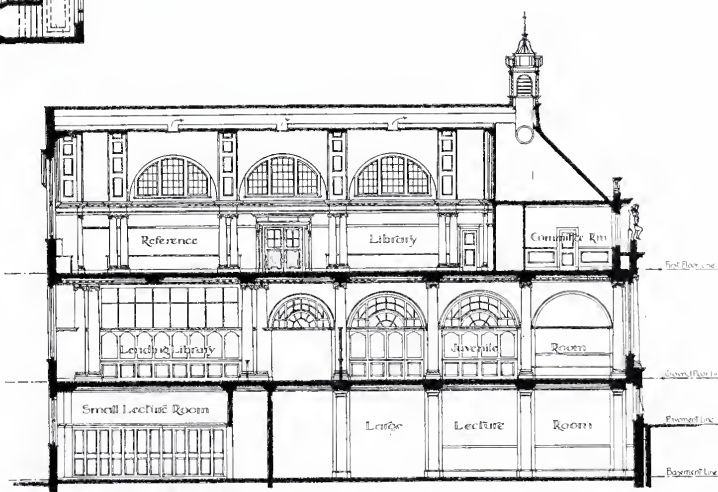 Reference Library Committee Rm
First Floor Line
Lending Library Juvenile Room
Ground Floor Line
Small Lecture Room
Large Lecture Room
Pavement Line
Basement Line